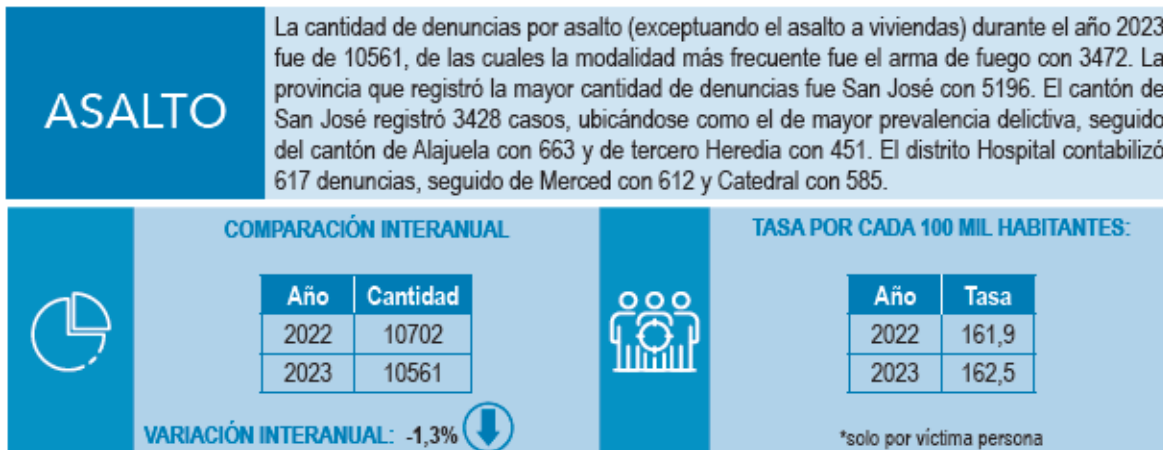 ASALTO
La cantidad de denuncias por asalto (exceptuando el asalto a viviendas) durante el año 2023
fue de 10561, de las cuales la modalidad más frecuente fue el arma de fuego con 3472. La
provincia que registró la mayor cantidad de denuncias fue San José con 5196. El cantón de
San José registró 3428 casos, ubicándose como el de mayor prevalencia delictiva, seguido
del cantón de Alajuela con 663 y de tercero Heredia con 451. El distrito Hospital contabilizó
617 denuncias, seguido de Merced con 612 y Catedral con 585.
COMPARACIÓN INTERANUAL
Año Cantidad
2022 10702
2023 10561
VARIACIÓN INTERANUAL: -1,3%
TASA POR CADA 100 MIL HABITANTES:
Año Tasa
2022 161,9
2023 162,5
*solo por víctima persona